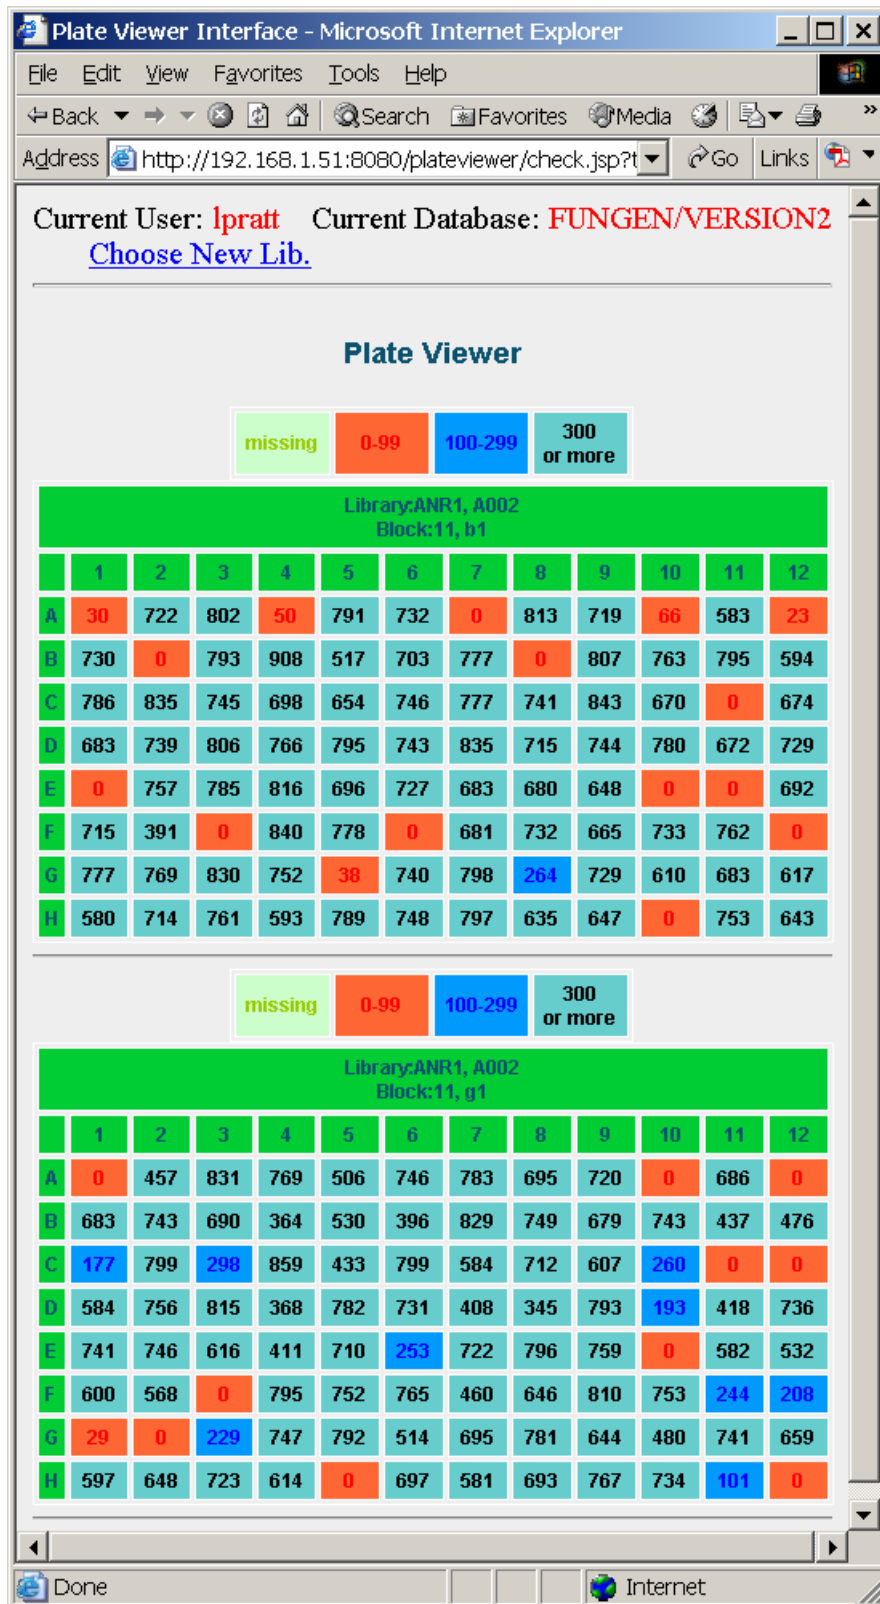 Plate Viewer Interface - Microsoft Internet Explorer
File Edit View Favorites Tools Help
Back Search Favorites Media »
Address http://192.168.1.51:8080/plateviewer/check.jsp?t Go Links
Current User: lpratt Current Database: FUNGEN/VERSION2
Choose New Lib.
Plate Viewer
missing 0-99 100-299 300
or more
Library:ANR1, A002
Block:11, b1
1 2 3 4 5 6 7 8 9 10 11 12
A 30 722 802 50 791 732 0 813 719 66 583 23
B 730 0 793 908 517 703 777 0 807 763 795 594
C 786 835 745 698 654 746 777 741 843 670 0 674
D 683 739 806 766 795 743 835 715 744 780 672 729
E 0 757 785 816 696 727 683 680 648 0 0 692
F 715 391 0 840 778 0 681 732 665 733 762 0
G 777 769 830 752 38 740 798 264 729 610 683 617
H 580 714 761 593 789 748 797 635 647 0 753 643
missing 0-99 100-299 300
or more
Library:ANR1, A002
Block:11, g1
1 2 3 4 5 6 7 8 9 10 11 12
A 0 457 831 769 506 746 783 695 720 0 686 0
B 683 743 690 364 530 396 829 749 679 743 437 476
C 177 799 298 859 433 799 584 712 607 260 0 0
D 584 756 815 368 782 731 408 345 793 193 418 736
E 741 746 616 411 710 253 722 796 759 0 582 532
F 600 568 0 795 752 765 460 646 810 753 244 208
G 29 0 229 747 792 514 695 781 644 480 741 659
H 597 648 723 614 0 697 581 693 767 734 101 0
Done Internet